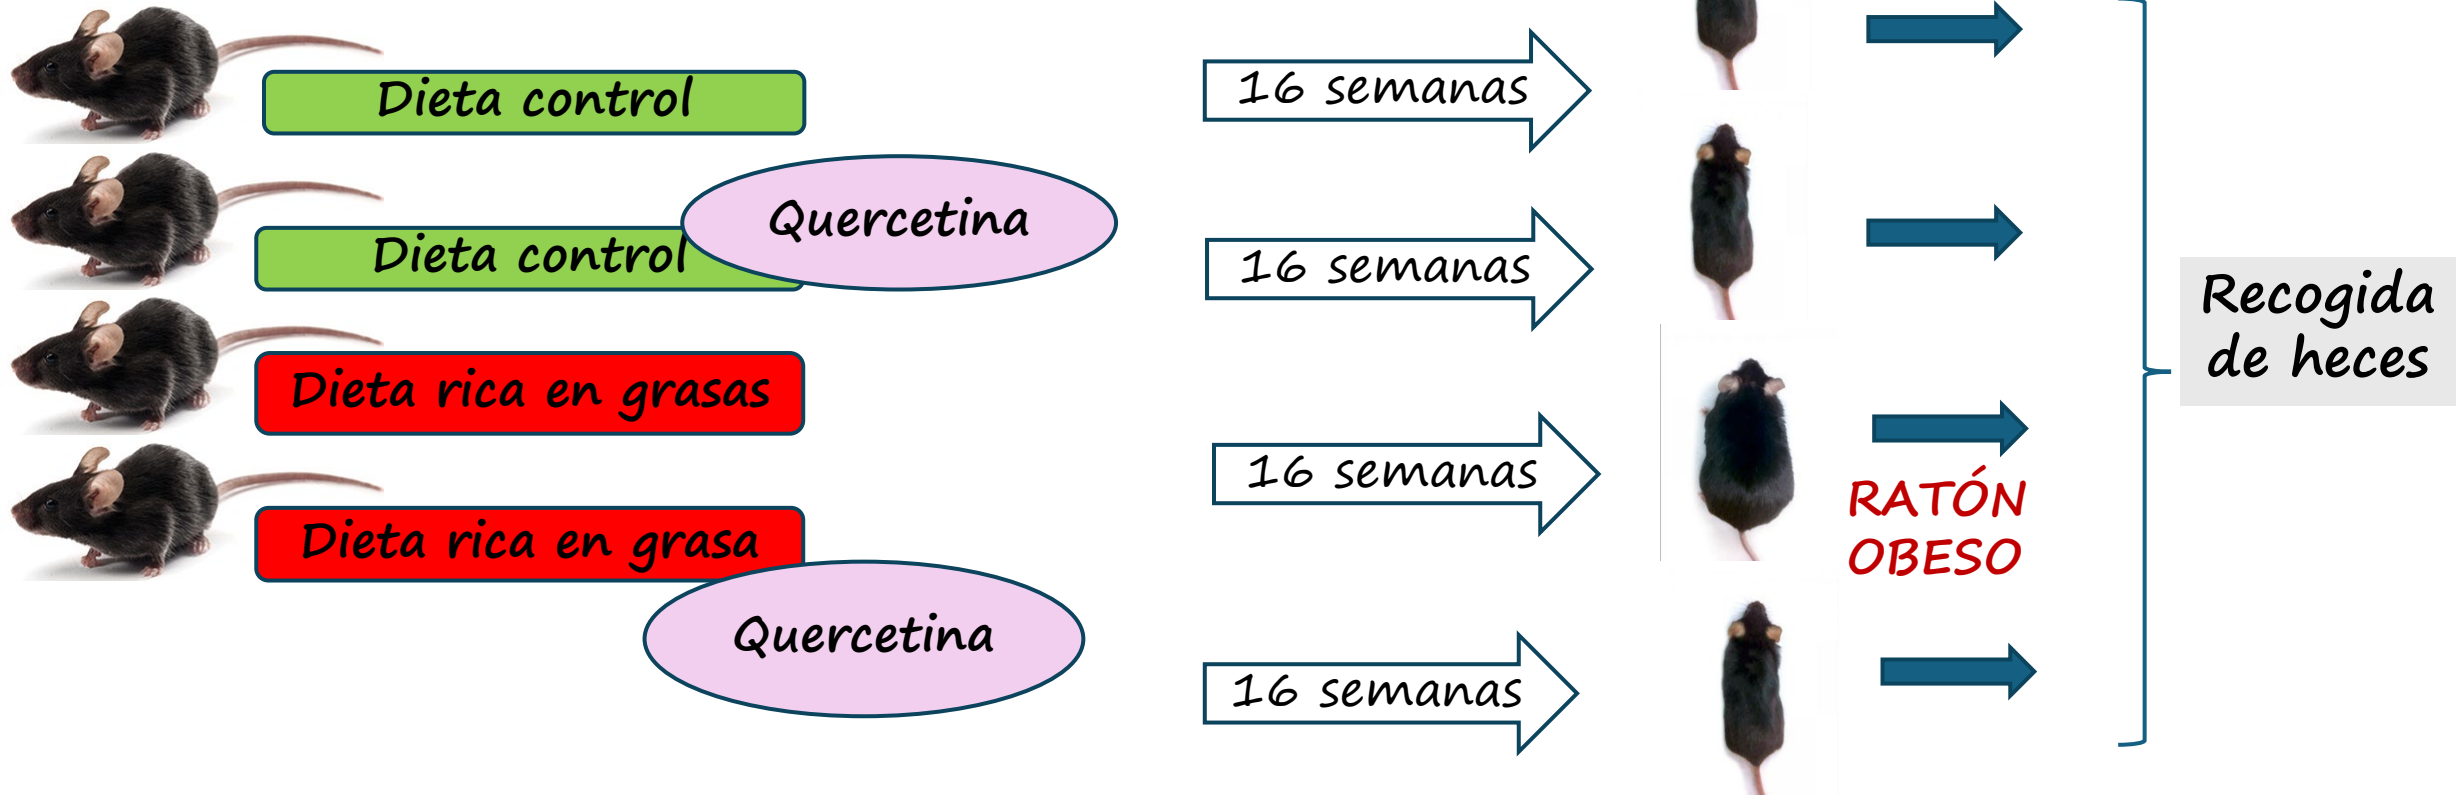 Dieta control
16 semanas
Dieta control
Quercetina
16 semanas
Dieta rica en grasas
16 semanas
RATÓN
OBESO
Dieta rica en grasa
Quercetina
16 semanas
Recogida
de heces